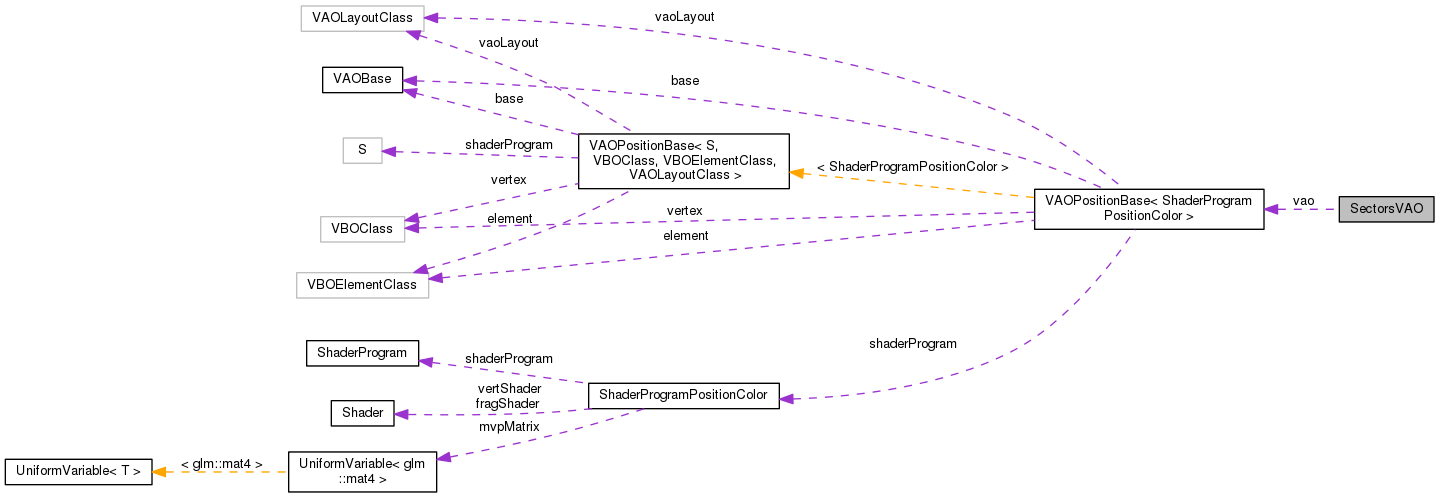 VAOLayoutClass
vaoLayout
vaoLayout
VAOBase
base
base
S
shaderProgram
VAOPositionBase< S,
VBOClass, VBOElementClass,
VAOLayoutClass >
< ShaderProgramPositionColor >
vertex
vertex
VBOClass
element
element
VBOElementClass
VAOPositionBase< ShaderProgram
PositionColor >
vao
SectorsVAO
shaderProgram
ShaderProgram
shaderProgram
ShaderProgramPositionColor
Shader
vertShader
fragShader
mvpMatrix
UniformVariable< T >
< glm::mat4 >
UniformVariable< glm
::mat4 >